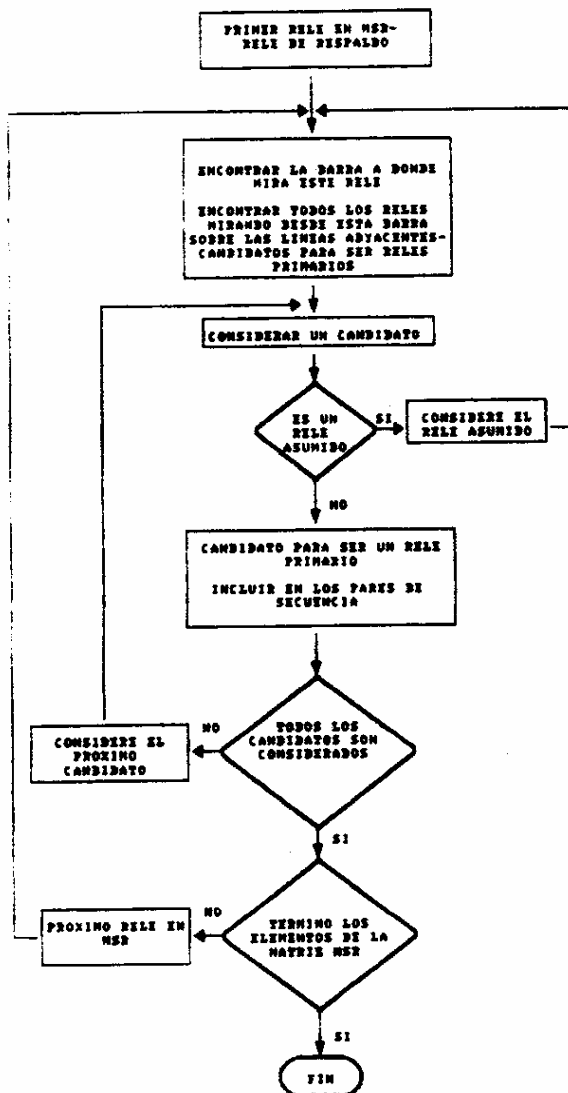 PRIMER RELE EN MSR-
RELE DE RESPALDO
ENCONTRAR LA BARRA A DONDE
MIRA ESTE RELE
ENCONTRAR TODOS LOS RELES
MIRANDO DESDE ESTA BARRA
SOBRE LAS LINEAS ADYACENTES-
CANDIDATOS PARA SER RELES
PRIMARIOS
CONSIDERAR UN CANDIDATO
ES UN
RELE
ASUMIDO
SI
CONSIDERE EL
RELE ASUMIDO
NO
CANDIDATO PARA SER UN RELE
PRIMARIO
INCLUIR EN LOS PARES DE
SECUENCIA
TODOS LOS
CANDIDATOS SON
CONSIDERADOS
NO
CONSIDERE EL
PROXIMO
CANDIDATO
SI
TERMINO LOS
ELEMENTOS DE LA
MATRIZ MSR
NO
PROXIMO RELE EN
MSR
SI
FIN